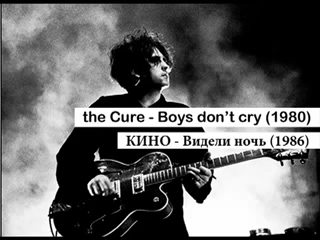 the Cure - Boys don't cry (1980)
КИНО - Видели ночь (1986)